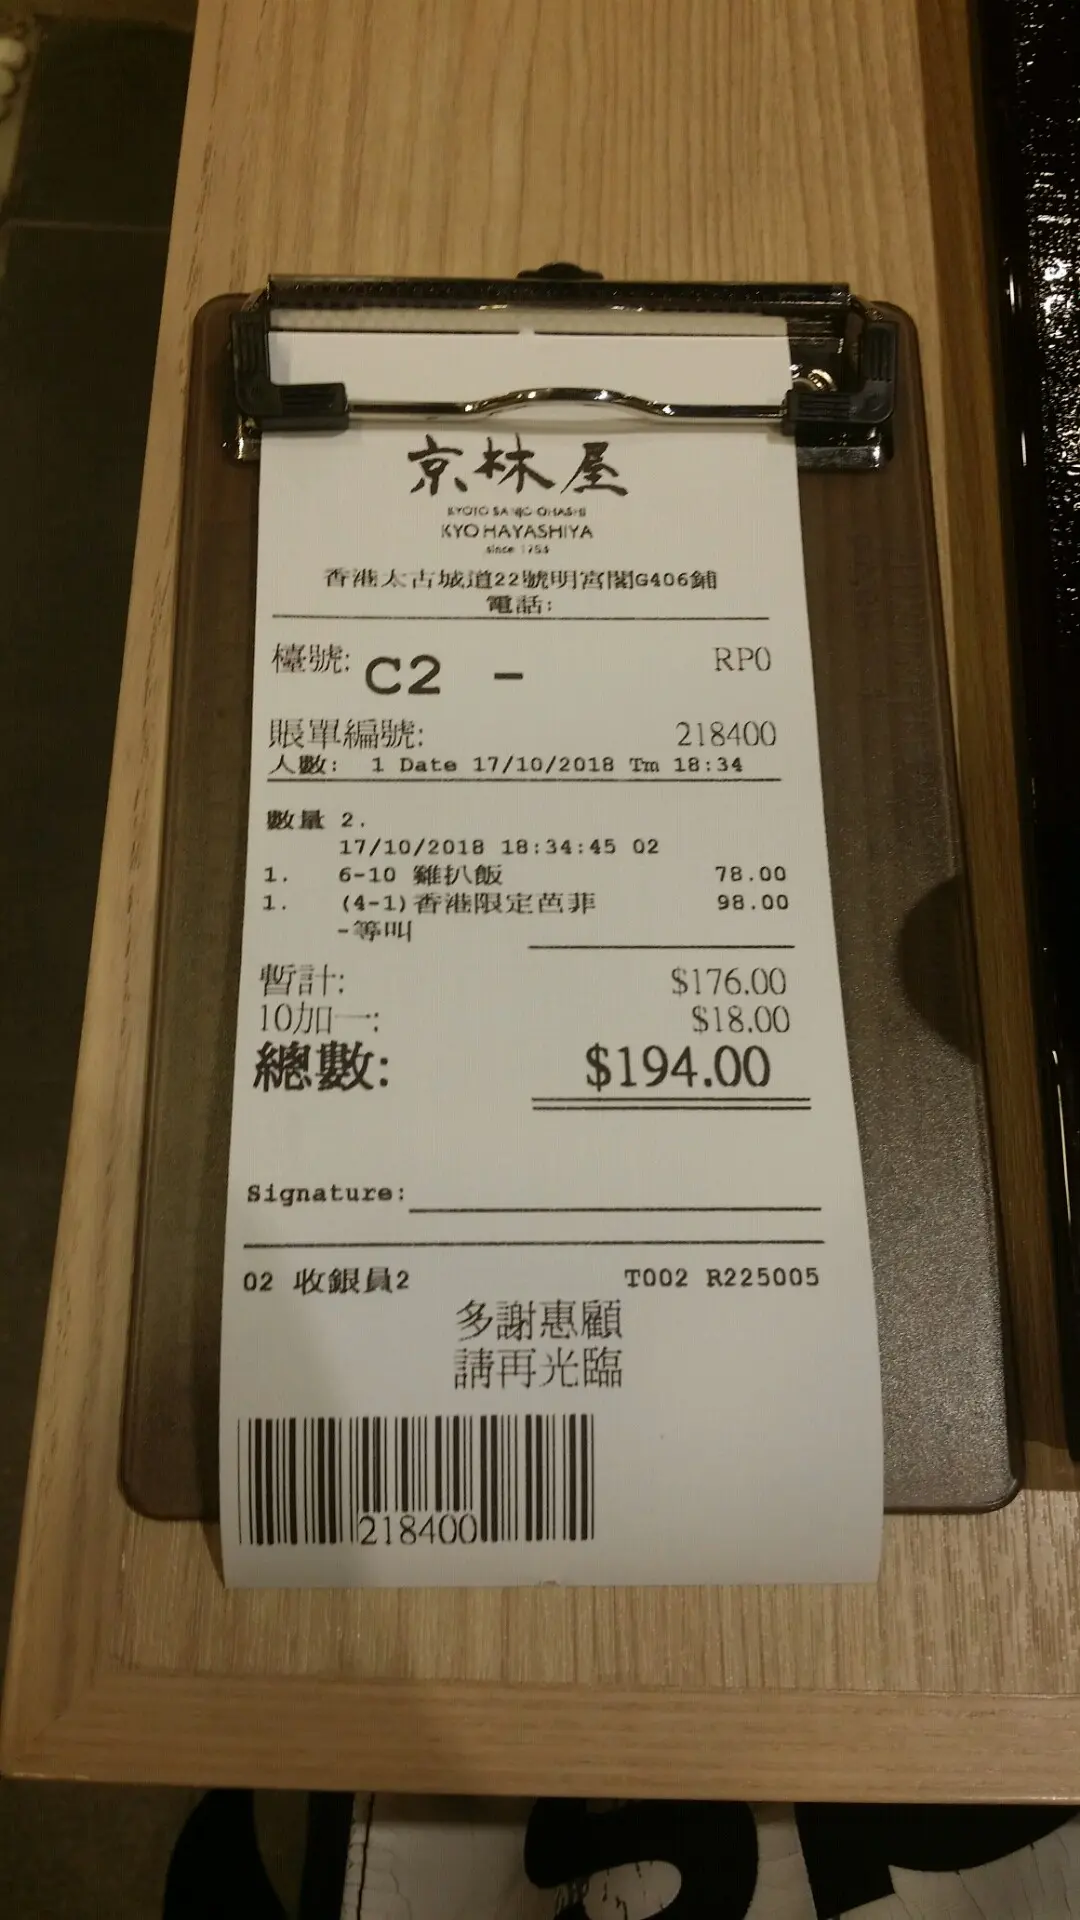 京林屋
KYOTO SANJO OHASHI
KYO HAYASHIYA
since 1753
香港太古城道22號明宮閣G406鋪
電話:
檯號: C2 - RP0
賬單編號: 218400
人數: 1 Date 17/10/2018 Tm 18:34
數量 2.
17/10/2018 18:34:45 02
1. 6-10 雞扒飯 78.00
1. (4-1)香港限定芭菲 98.00
-等叫
暫計: $176.00
10加一: $18.00
總數: $194.00
Signature:
02 收銀員2 T002 R225005
多謝惠顧
請再光臨
218400